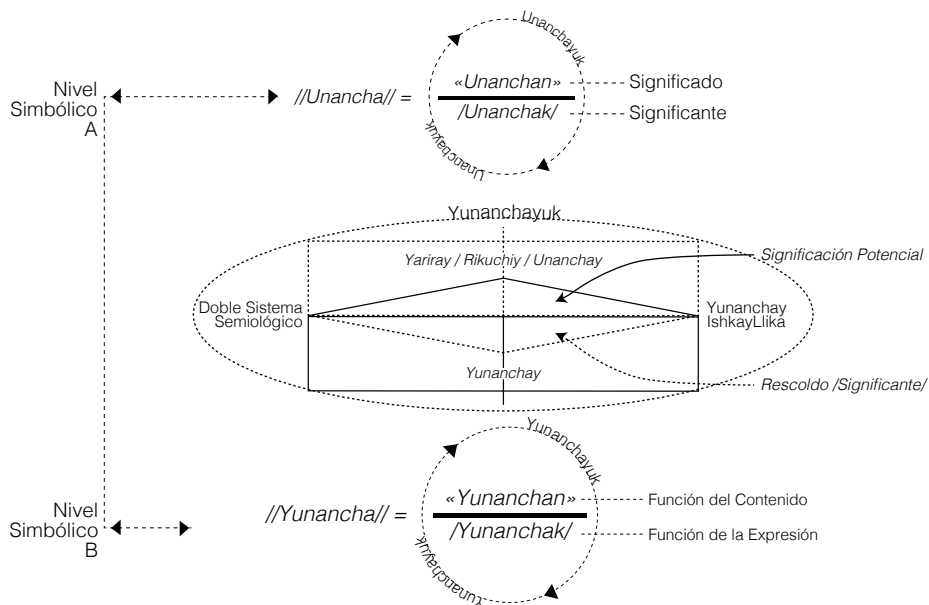 Unanchayuk
Nivel
Simbólico
A
//Unancha// =
«Unanchan»
Significado
/Unanchak/
Significante
Unanchayuk
Yunanchayuk
Yariray / Rikuchiy / Unanchay
Significación Potencial
Doble Sistema
Semiológico
Yunanchay
IshkayLlika
Yunanchay
Rescoldo /Significante/
Yunanchayuk
Nivel
Simbólico
B
//Yunancha// =
«Yunanchan»
Función del Contenido
/Yunanchak/
Función de la Expresión
Yunanchayuk